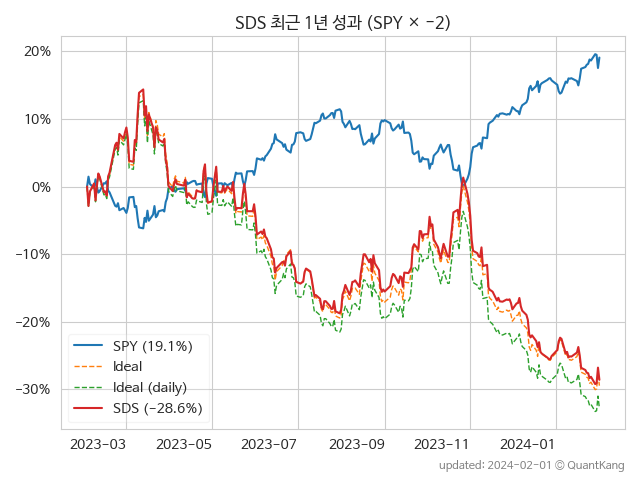 SDS 최근 1년 성과 (SPY × −2)
20%
10%
0%
−10%
−20%
−30%
SPY (19.1%)
Ideal
Ideal (daily)
SDS (−28.6%)
2023-03 2023-05 2023-07 2023-09 2023-11 2024-01
updated: 2024-02-01 © QuantKang